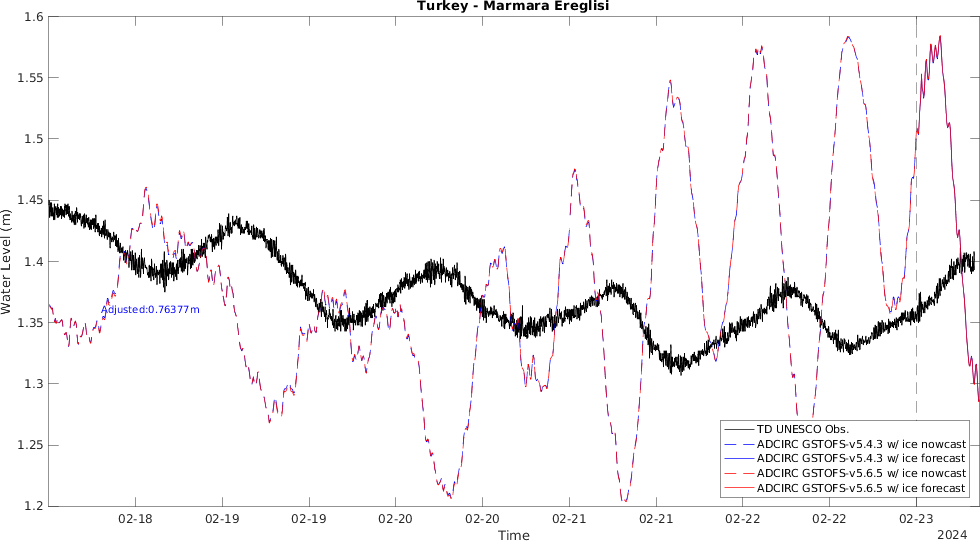 Turkey - Marmara Ereglisi
1.6
1.55
1.5
1.45
1.4
1.35
1.3
1.25
1.2
Water Level (m)
Adjusted:0.76377m
TD UNESCO Obs.
ADCIRC GSTOFS-v5.4.3 w/ ice nowcast
ADCIRC GSTOFS-v5.4.3 w/ ice forecast
ADCIRC GSTOFS-v5.6.5 w/ ice nowcast
ADCIRC GSTOFS-v5.6.5 w/ ice forecast
02-18 02-19 02-19 02-20 02-20 02-21 02-21 02-22 02-22 02-23
Time
2024